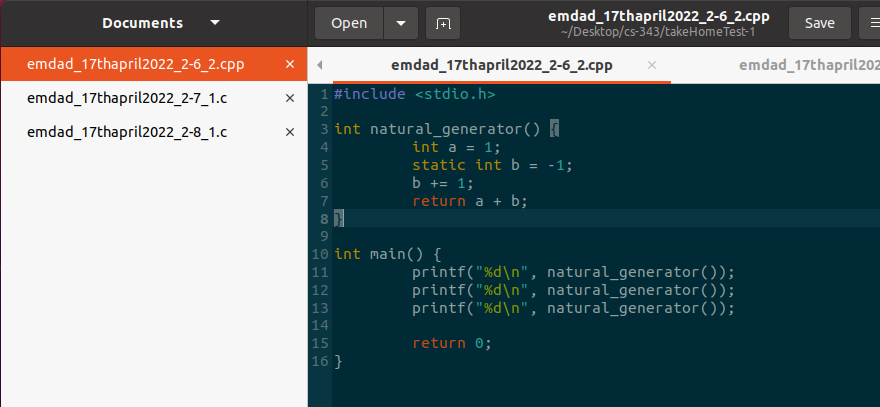 Documents
Open
emdad_17thapril2022_2-6_2.cpp
~/Desktop/cs-343/takeHomeTest-1
Save
emdad_17thapril2022_2-6_2.cpp
emdad_17thapril2022_2-7_1.c
emdad_17thapril2022_2-8_1.c
emdad_17thapril2022_2-6_2.cpp
emdad_17thapril202
1 #include <stdio.h>
2
3 int natural_generator() {
4 int a = 1;
5 static int b = -1;
6 b += 1;
7 return a + b;
8 }
9
10 int main() {
11 printf("%d\n", natural_generator());
12 printf("%d\n", natural_generator());
13 printf("%d\n", natural_generator());
14
15 return 0;
16 }